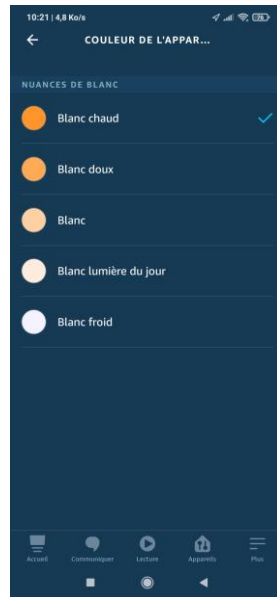 10:21 | 4,8 Ko/s 76
COULEUR DE L'APPAR...
NUANCES DE BLANC
Blanc chaud
Blanc doux
Blanc
Blanc lumière du jour
Blanc froid
Accueil Communiquer Lecture Appareils Plus